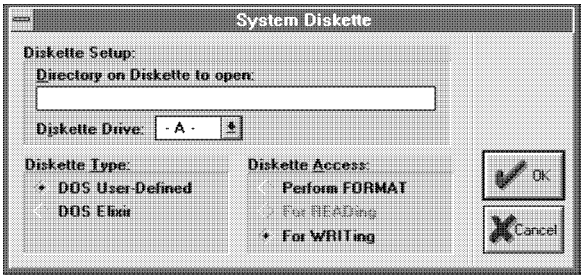 System Diskette
Diskette Setup:
Directory on Diskette to open:
Diskette Drive: - A -
Diskette Type:
DOS User-Defined
DOS Elixir
Diskette Access:
Perform FORMAT
For READing
For WRITing
OK
Cancel